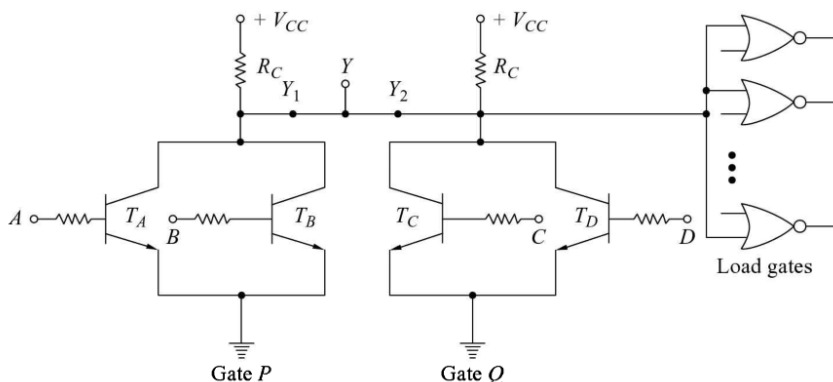 + V_CC
+ V_CC
R_C
Y
R_C
Y_1
Y_2
A
T_A
B
T_B
T_C
C
T_D
D
Load gates
Gate P
Gate Q